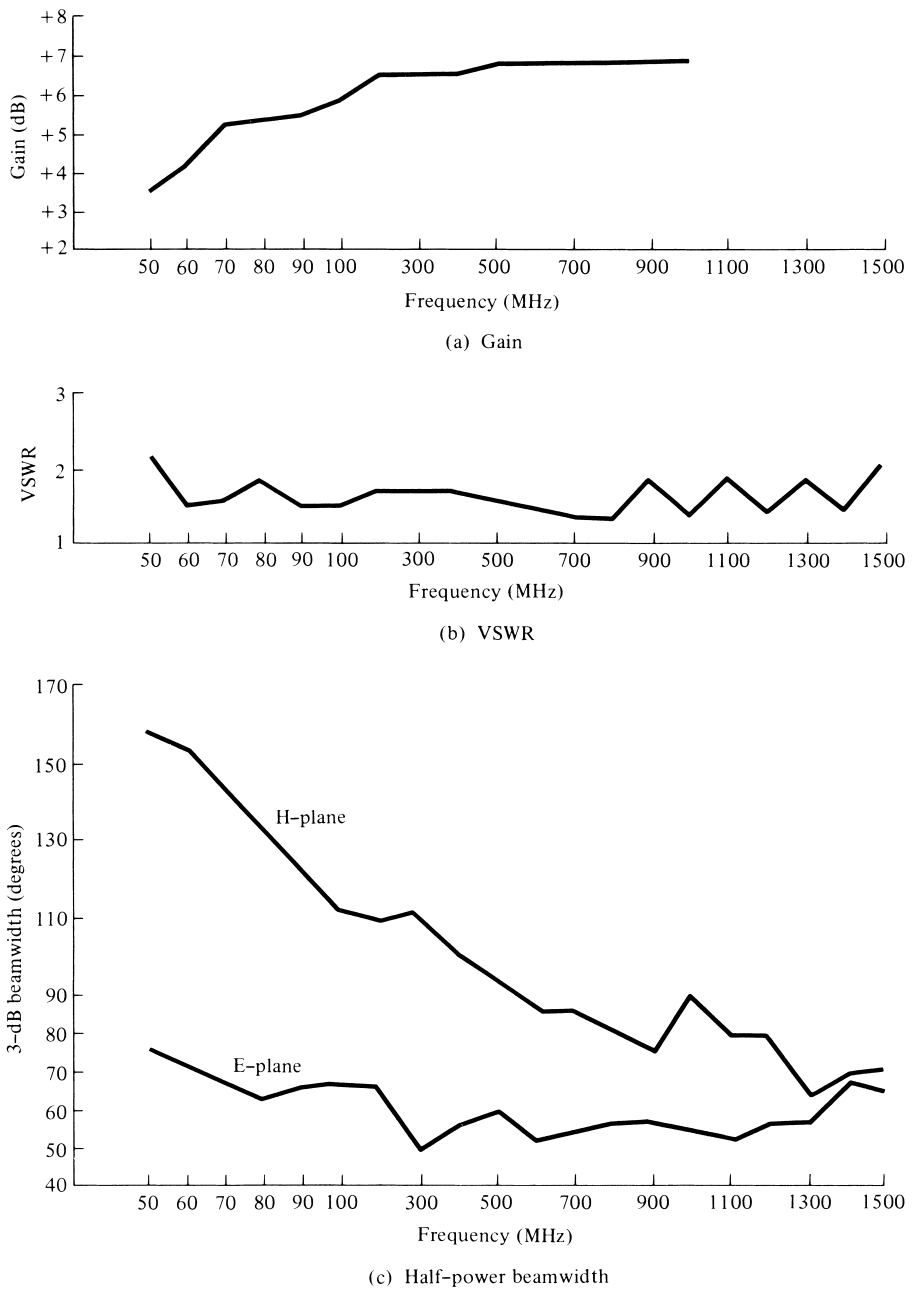 +8
+7
+6
+5
+4
+3
+2
Gain (dB)
50 60 70 80 90 100 300 500 700 900 1100 1300 1500
Frequency (MHz)
(a) Gain
3
2
1
VSWR
50 60 70 80 90 100 300 500 700 900 1100 1300 1500
Frequency (MHz)
(b) VSWR
170
150
130
110
90
80
70
60
50
40
3-dB beamwidth (degrees)
H-plane
E-plane
50 60 70 80 90 100 300 500 700 900 1100 1300 1500
Frequency (MHz)
(c) Half-power beamwidth